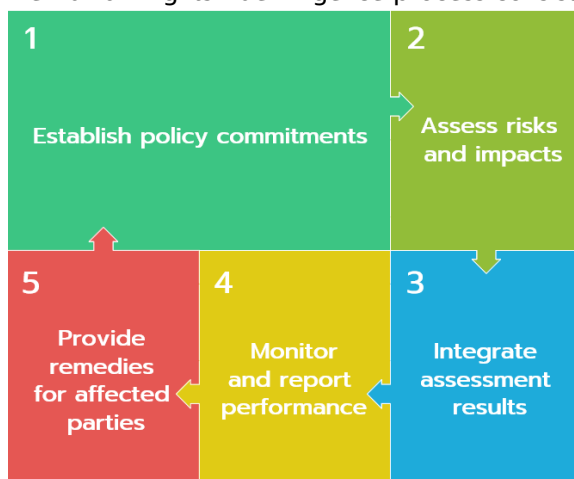 1
Establish policy commitments
2
Assess risks
and impacts
5
Provide
remedies
for affected
parties
4
Monitor
and report
performance
3
Integrate
assessment
results